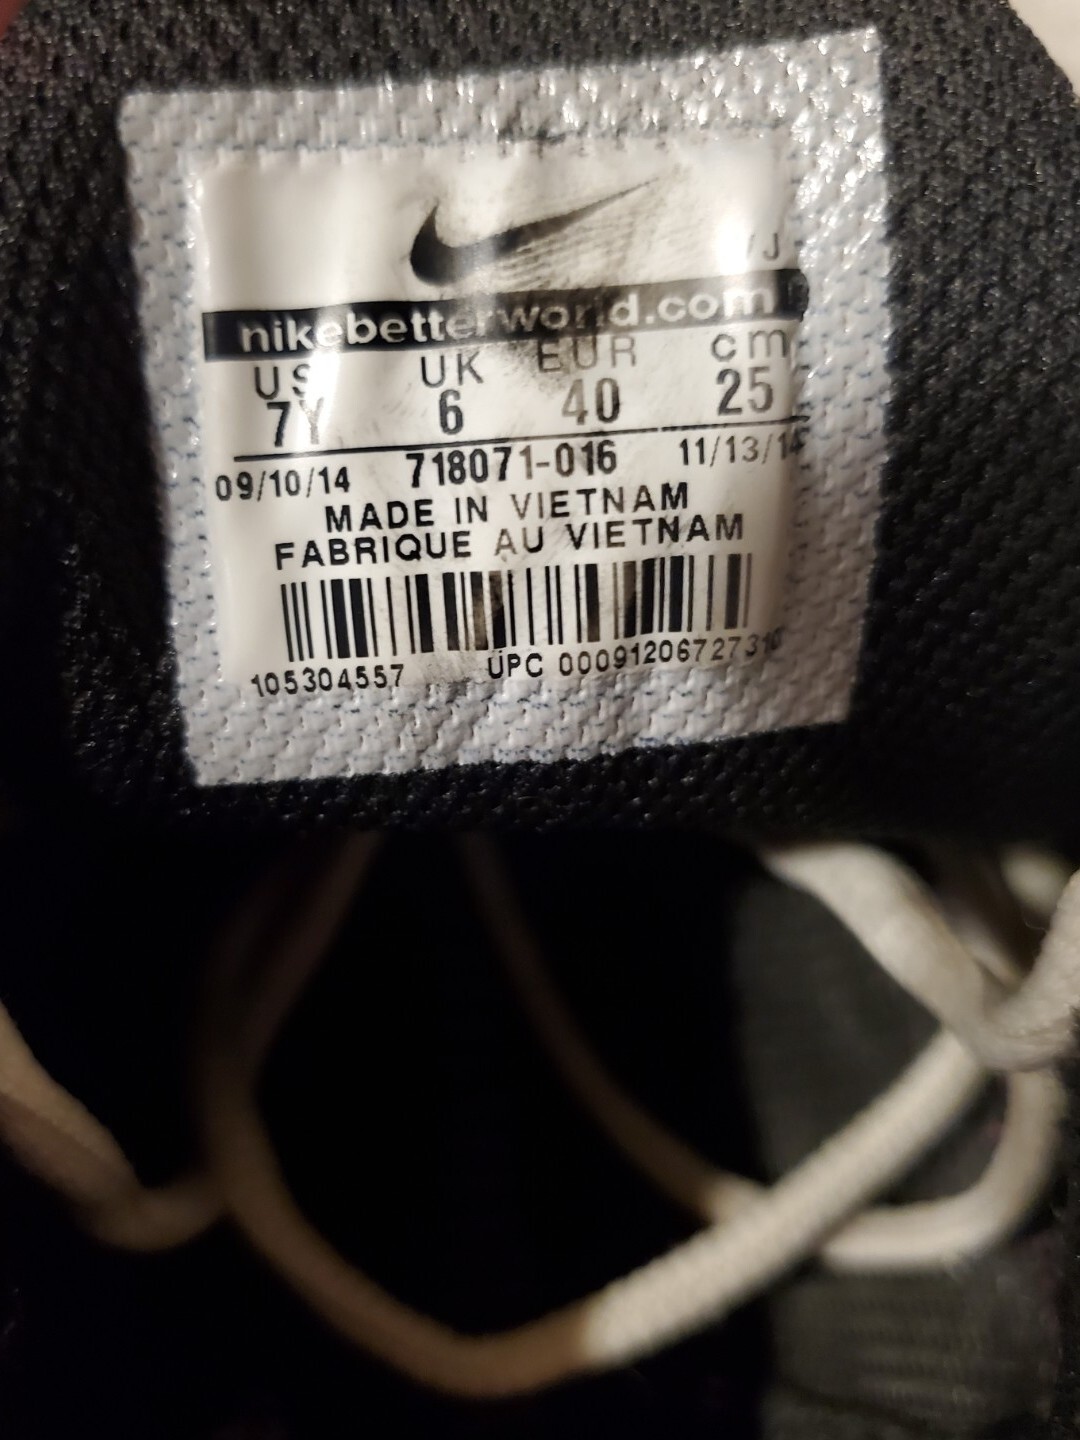 J
nikebetterworld.com
US UK EUR cm
7Y 6 40 25
09/10/14 718071-016 11/13/14
MADE IN VIETNAM
FABRIQUE AU VIETNAM
105304557 UPC 00091206727310